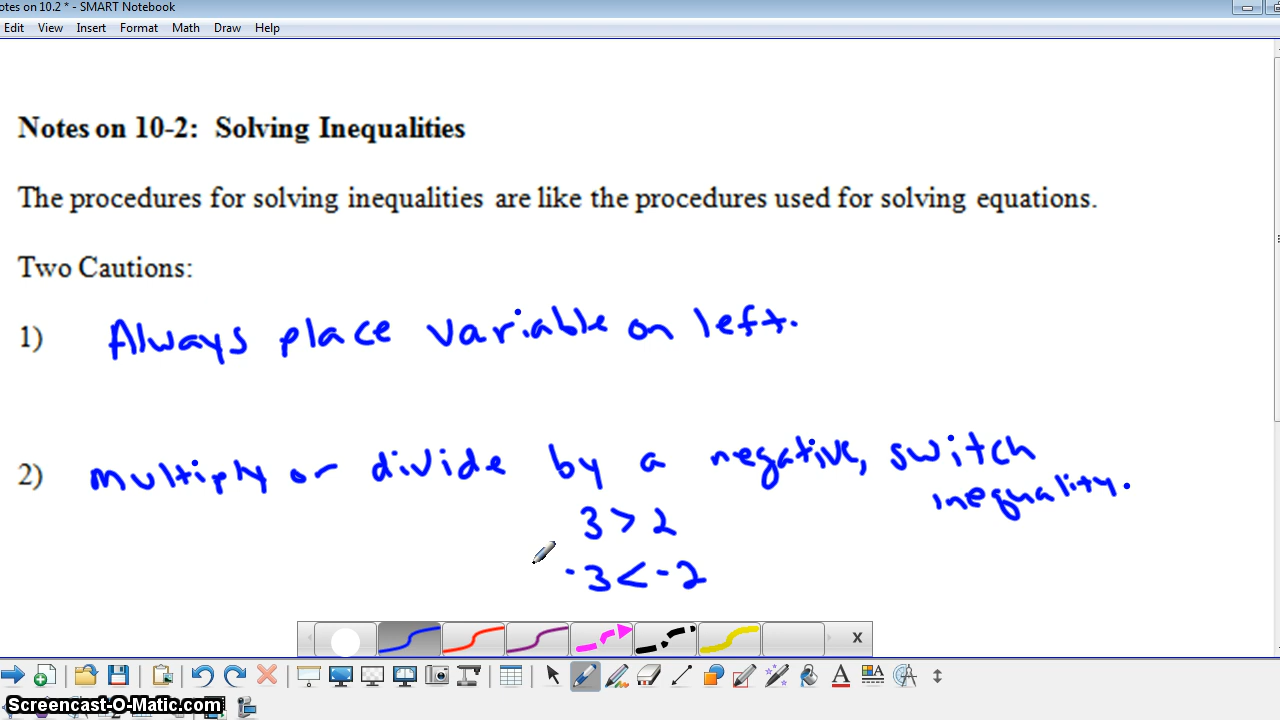 otes on 10.2 * - SMART Notebook
Edit View Insert Format Math Draw Help
Notes on 10-2: Solving Inequalities
The procedures for solving inequalities are like the procedures used for solving equations.
Two Cautions:
1) Always place variable on left.
2) multiply or divide by a negative, switch
inequality.
3 > 2
-3 < -2
x
A
Screencast-O-Matic.com